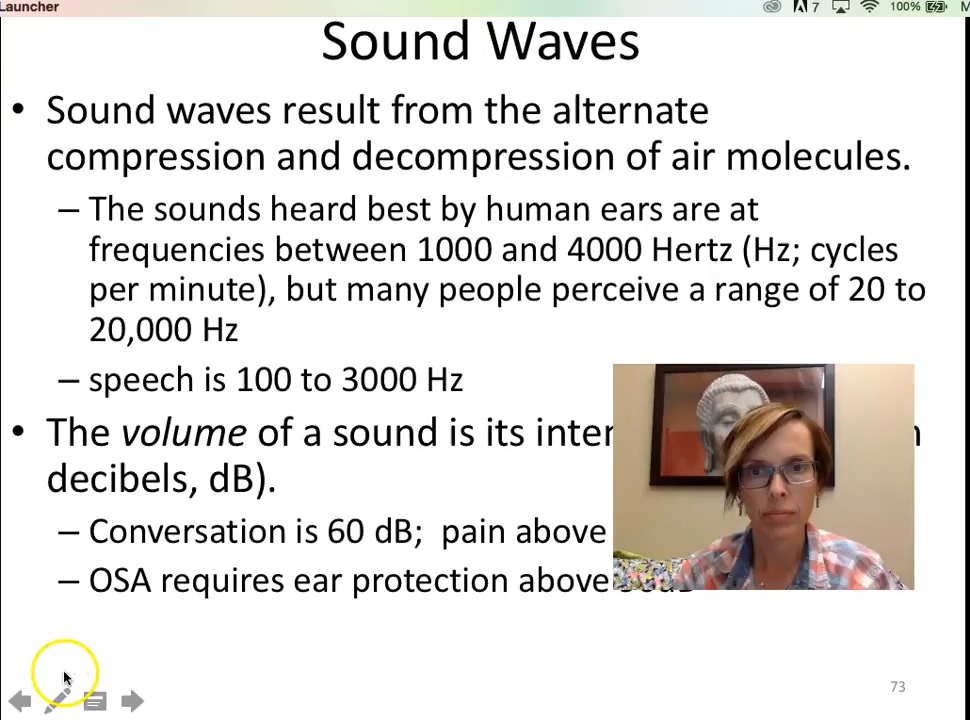 Launcher
7
100%
Sound Waves
• Sound waves result from the alternate
compression and decompression of air molecules.
– The sounds heard best by human ears are at
frequencies between 1000 and 4000 Hertz (Hz; cycles
per minute), but many people perceive a range of 20 to
20,000 Hz
– speech is 100 to 3000 Hz
• The volume of a sound is its
decibels, dB).
– Conversation is 60 dB; pain above
– OSA requires ear protection above
73